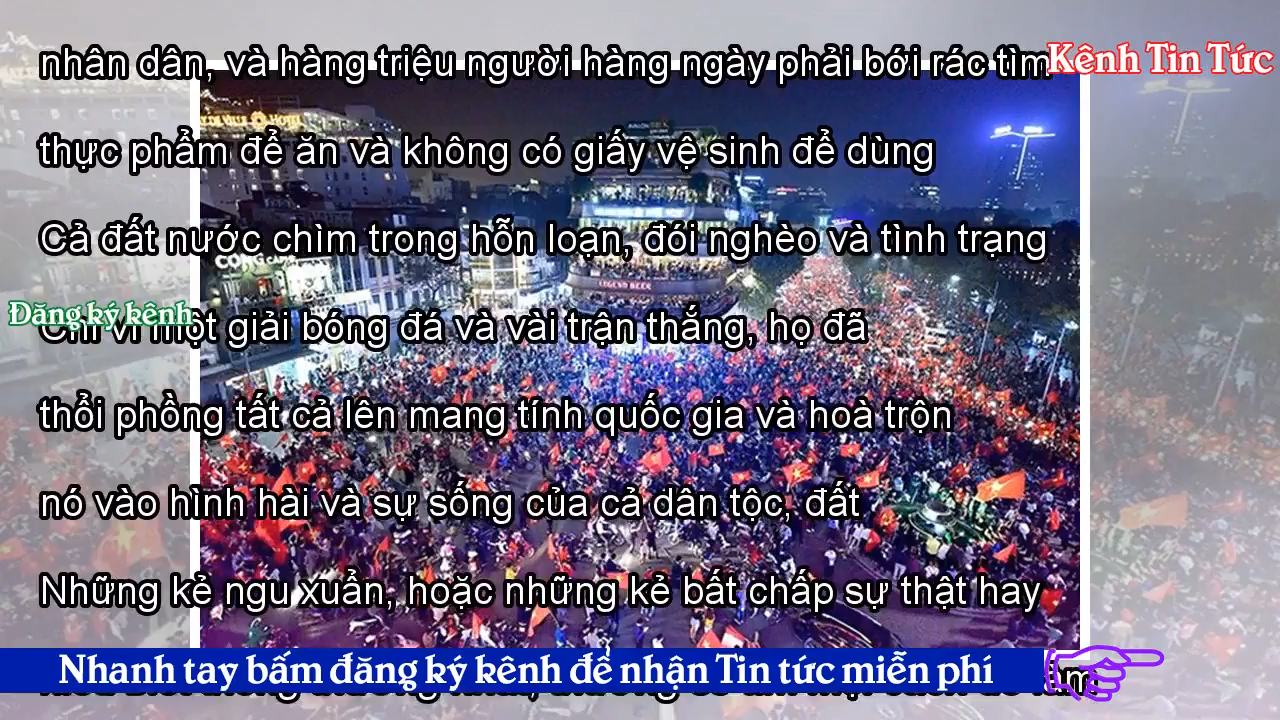 nhân dân, và hàng triệu người hàng ngày phải bới rác tìm
Kênh Tin Tức
thực phẩm để ăn và không có giấy vệ sinh để dùng
Cả đất nước chìm trong hỗn loạn, đói nghèo và tình trạng
Đăng ký kênh
Chỉ vì một giải bóng đá và vài trận thắng, họ đã
thổi phồng tất cả lên mang tính quốc gia và hoà trộn
nó vào hình hài và sự sống của cả dân tộc, đất
Những kẻ ngu xuẩn, hoặc những kẻ bất chấp sự thật hay
Nhanh tay bấm đăng ký kênh để nhận Tin tức miễn phí
LEGEND BEER